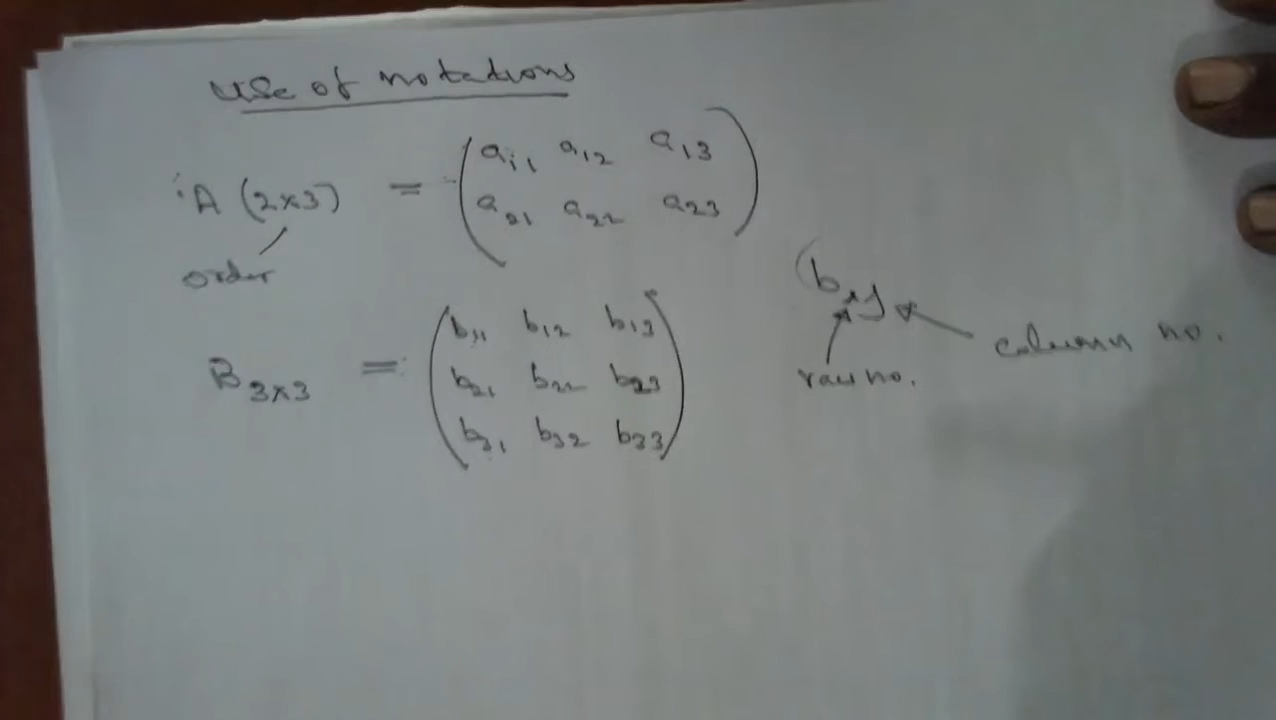 Use of notations
A (2×3) = ( a11 a12 a13
a21 a22 a23 )
order
B3×3 = ( b11 b12 b13
b21 b22 b23
b31 b32 b33 )
(bij
column no.
row no.